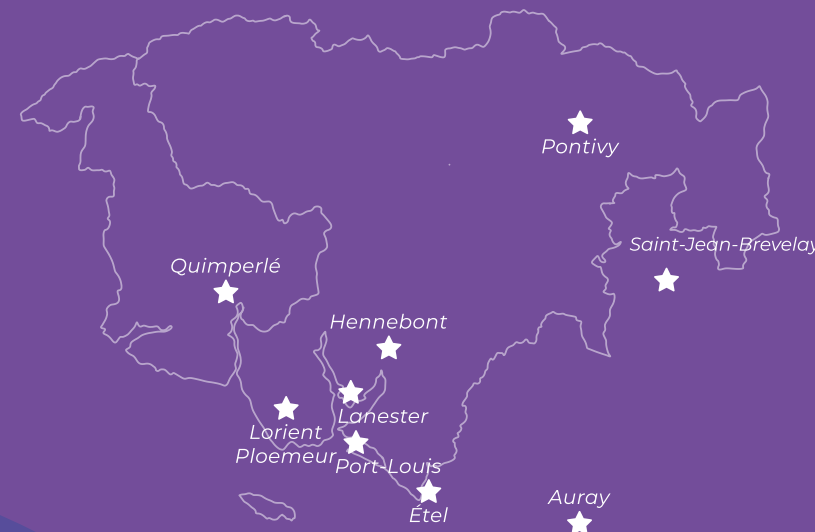 Pontivy
Saint-Jean-Brevelay
Quimperlé
Hennebont
Lanester
Lorient
Ploemeur
Port-Louis
Étel
Auray